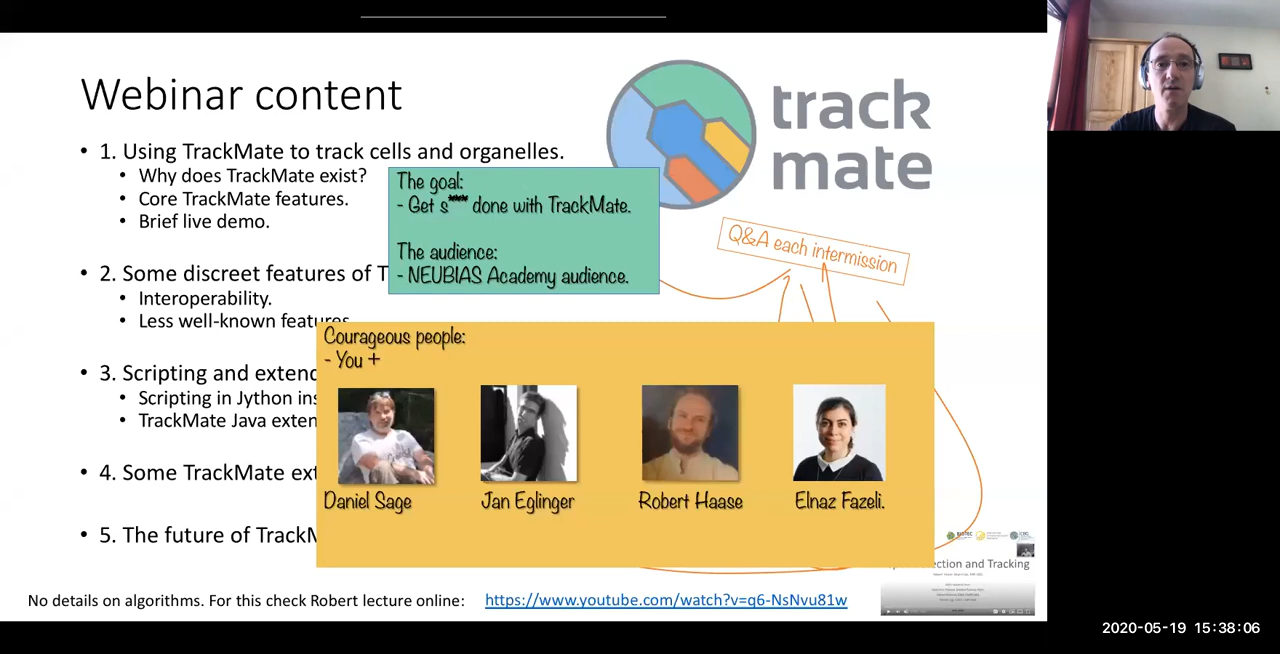 Webinar content
track
mate
• 1. Using TrackMate to track cells and organelles.
• Why does TrackMate exist?
• Core TrackMate features.
• Brief live demo.
The goal:
- Get s*** done with TrackMate.
The audience:
- NEUBIAS Academy audience.
Q&A each intermission
• 2. Some discreet features of T
• Interoperability.
• Less well-known features.
Courageous people:
- You +
Daniel Sage
Jan Eglinger
Robert Haase
Elnaz Fazeli.
• 3. Scripting and extend
• Scripting in Jython ins
• TrackMate Java exten
• 4. Some TrackMate ext
• 5. The future of TrackM
ection and Tracking
No details on algorithms. For this check Robert lecture online:
https://www.youtube.com/watch?v=q6-NsNvu81w
2020-05-19 15:38:06